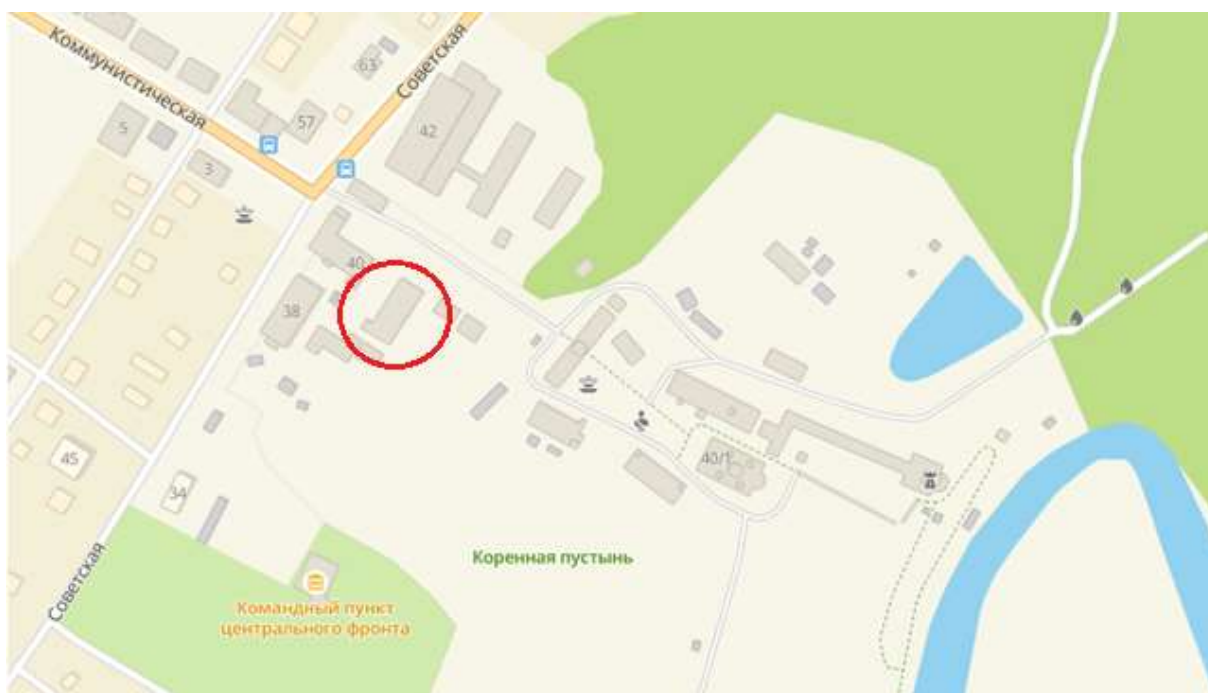 Коммунистическая
Советская
63
57
42
5
3
40
38
45
34
40/1
Советская
Коренная пустынь
Командный пункт
центрального фронта